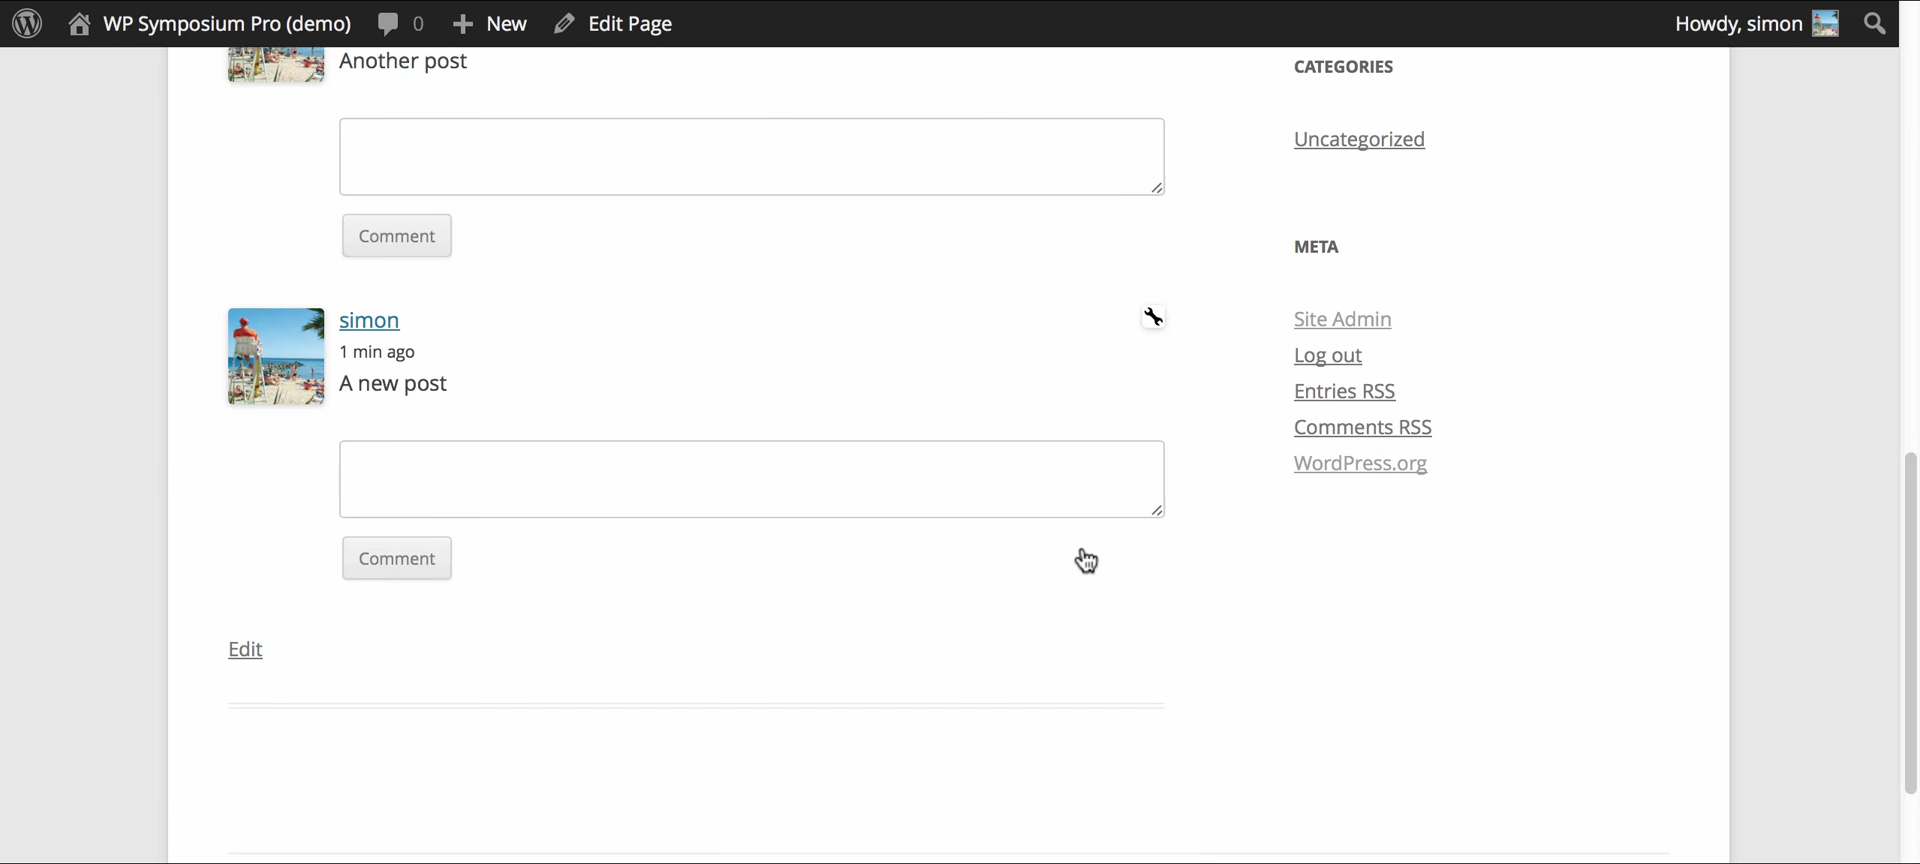 WP Symposium Pro (demo) 0 New Edit Page Howdy, simon
Another post
Comment
simon
1 min ago
A new post
Comment
Edit
CATEGORIES
Uncategorized
META
Site Admin
Log out
Entries RSS
Comments RSS
WordPress.org